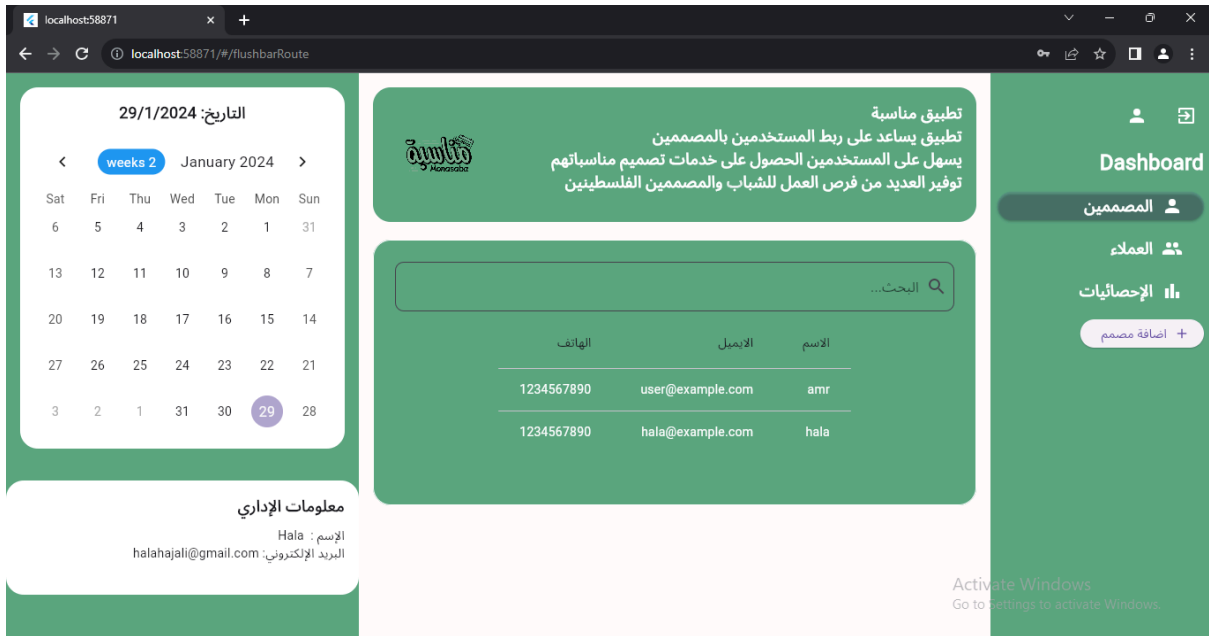 localhost:58871
localhost:58871/#/flushbarRoute
Dashboard
المصممين
العملاء
الإحصائيات
+ اضافة مصمم
تطبيق مناسبة
تطبيق يساعد على ربط المستخدمين بالمصممين
يسهل على المستخدمين الحصول على خدمات تصميم مناسباتهم
توفير العديد من فرص العمل للشباب والمصممين الفلسطينين
مناسبة
Monasaba
البحث...
الاسم الايميل الهاتف
amr user@example.com 1234567890
hala hala@example.com 1234567890
التاريخ: 29/1/2024
weeks 2 January 2024
Sat Fri Thu Wed Tue Mon Sun
6 5 4 3 2 1 31
13 12 11 10 9 8 7
20 19 18 17 16 15 14
27 26 25 24 23 22 21
3 2 1 31 30 29 28
معلومات الإداري
الإسم : Hala
البريد الإلكتروني: halahajali@gmail.com
Activate Windows
Go to Settings to activate Windows.